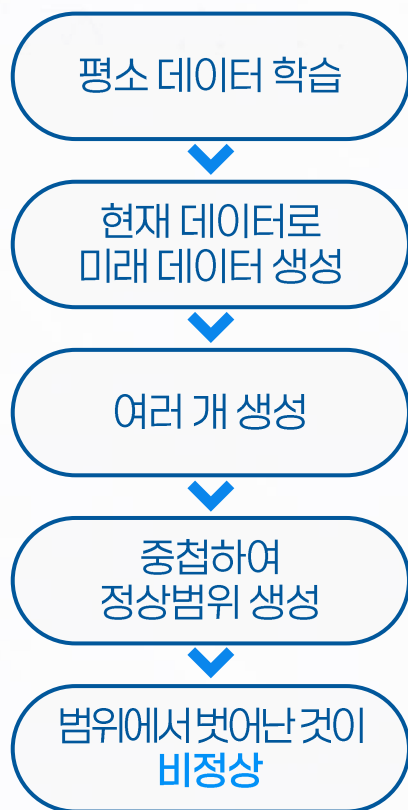 평소 데이터 학습
현재 데이터로
미래 데이터 생성
여러 개 생성
중첩하여
정상범위 생성
범위에서 벗어난 것이
비정상